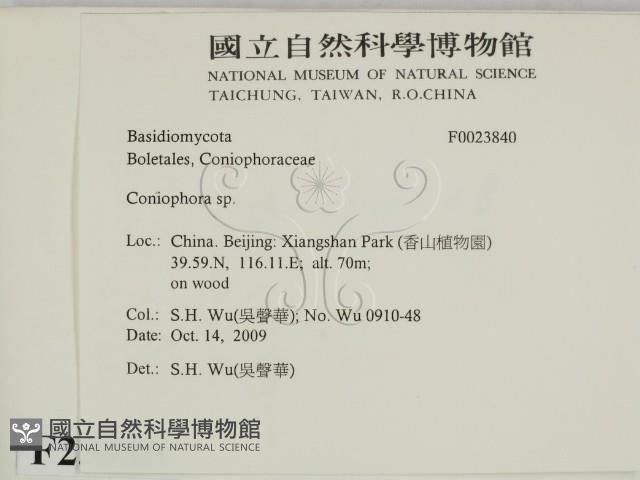 國立自然科學博物館
NATIONAL MUSEUM OF NATURAL SCIENCE
TAICHUNG, TAIWAN, R.O.CHINA
Basidiomycota F0023840
Boletales, Coniophoraceae
Coniophora sp.
Loc.: China. Beijing: Xiangshan Park (香山植物園)
39.59.N, 116.11.E; alt. 70m;
on wood
Col.: S.H. Wu(吳聲華); No. Wu 0910-48
Date: Oct. 14, 2009
Det.: S.H. Wu(吳聲華)
國立自然科學博物館
NATIONAL MUSEUM OF NATURAL SCIENCE